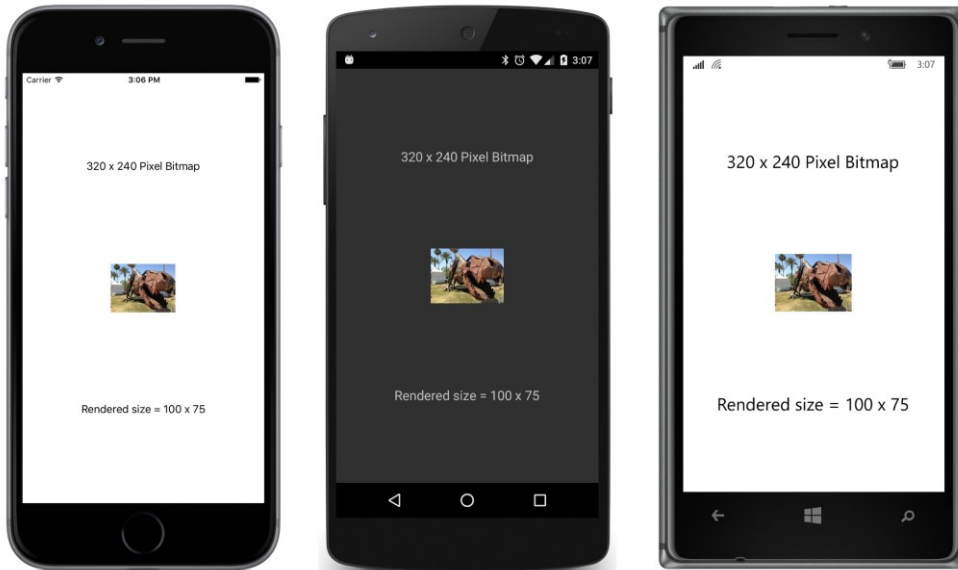 Carrier 3:06 PM
320 x 240 Pixel Bitmap
Rendered size = 100 x 75
3:07
320 x 240 Pixel Bitmap
Rendered size = 100 x 75
3:07
320 x 240 Pixel Bitmap
Rendered size = 100 x 75